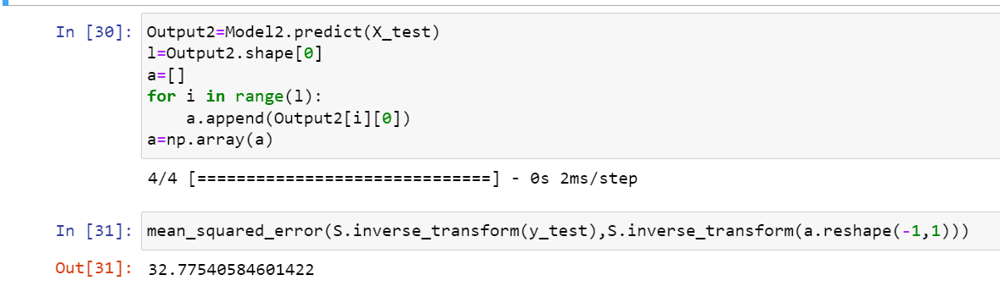 In [30]: Output2=Model2.predict(X_test)
l=Output2.shape[0]
a=[]
for i in range(l):
    a.append(Output2[i][0])
a=np.array(a)
4/4 [==============================] - 0s 2ms/step
In [31]: mean_squared_error(S.inverse_transform(y_test),S.inverse_transform(a.reshape(-1,1)))
Out[31]: 32.77540584601422